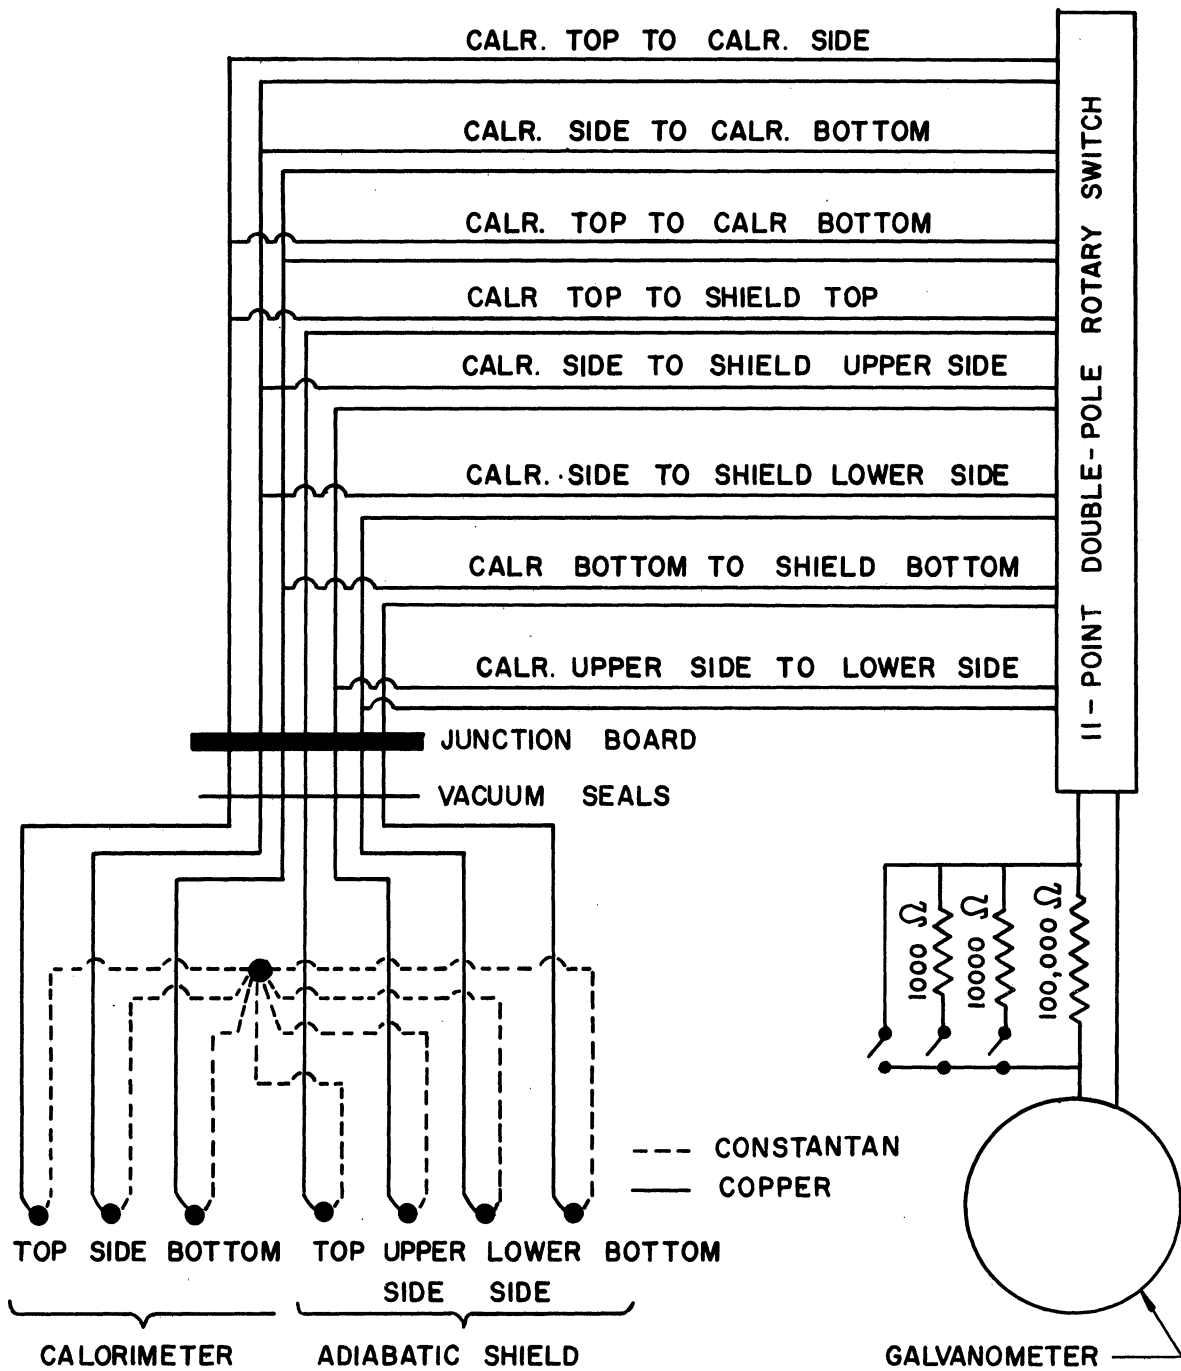 CALR. TOP TO CALR. SIDE
CALR. SIDE TO CALR. BOTTOM
CALR. TOP TO CALR BOTTOM
CALR TOP TO SHIELD TOP
CALR. SIDE TO SHIELD UPPER SIDE
CALR. SIDE TO SHIELD LOWER SIDE
CALR BOTTOM TO SHIELD BOTTOM
CALR. UPPER SIDE TO LOWER SIDE
11-POINT DOUBLE-POLE ROTARY SWITCH
JUNCTION BOARD
VACUUM SEALS
1000 Ω
10000 Ω
100,000 Ω
CONSTANTAN
COPPER
TOP SIDE BOTTOM
TOP UPPER LOWER BOTTOM
SIDE SIDE
CALORIMETER
ADIABATIC SHIELD
GALVANOMETER